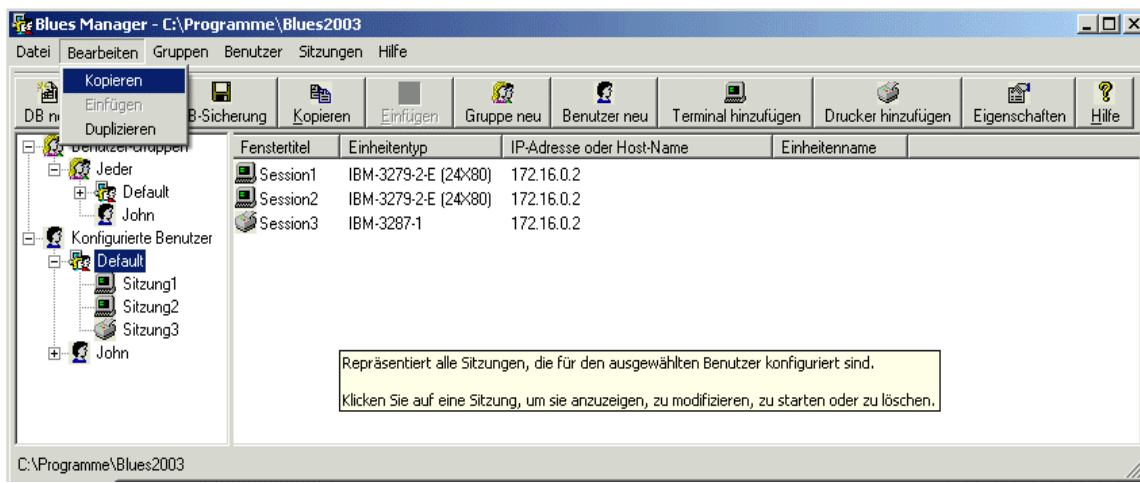 Blues Manager - C:\Programme\Blues2003
Datei Bearbeiten Gruppen Benutzer Sitzungen Hilfe
Kopieren
Einfügen
Duplizieren
DB B-Sicherung Kopieren Einfügen Gruppe neu Benutzer neu Terminal hinzufügen Drucker hinzufügen Eigenschaften Hilfe
Benutzer-Gruppen
Jeder
Default
John
Konfigurierte Benutzer
Default
Sitzung1
Sitzung2
Sitzung3
John
Fenstertitel Einheitentyp IP-Adresse oder Host-Name Einheitenname
Session1 IBM-3279-2-E (24X80) 172.16.0.2
Session2 IBM-3279-2-E (24X80) 172.16.0.2
Session3 IBM-3287-1 172.16.0.2
Repräsentiert alle Sitzungen, die für den ausgewählten Benutzer konfiguriert sind.
Klicken Sie auf eine Sitzung, um sie anzuzeigen, zu modifizieren, zu starten oder zu löschen.
C:\Programme\Blues2003